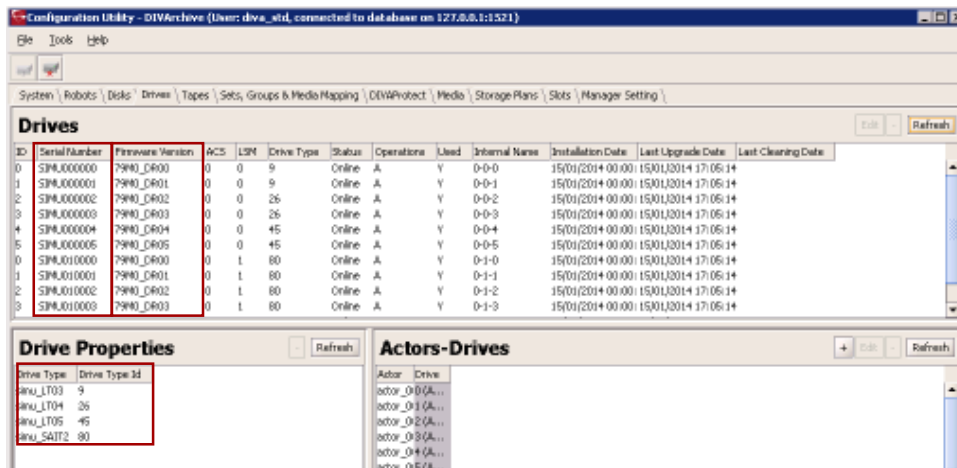 Configuration Utility - DIVArchive (User: diva_std, connected to database on 127.0.0.1:1521)
File Tools Help
System \ Robots \ Disks \ Drives \ Tapes \ Sets, Groups & Media Mapping \ DIVAProtect \ Media \ Storage Plans \ Slots \ Manager Setting \
Drives Edit - Refresh
ID Serial Number Firmware Version ACS LSM Drive Type Status Operations Used Internal Name Installation Date Last Upgrade Date Last Cleaning Date
0 SIMU000000 79M0_DR00 0 0 9 Online A Y 0-0-0 15/01/2014 00:00: 15/01/2014 17:05:14
1 SIMU000001 79M0_DR01 0 0 9 Online A Y 0-0-1 15/01/2014 00:00: 15/01/2014 17:05:14
2 SIMU000002 79M0_DR02 0 0 26 Online A Y 0-0-2 15/01/2014 00:00: 15/01/2014 17:05:14
3 SIMU000003 79M0_DR03 0 0 26 Online A Y 0-0-3 15/01/2014 00:00: 15/01/2014 17:05:14
4 SIMU000004 79M0_DR04 0 0 45 Online A Y 0-0-4 15/01/2014 00:00: 15/01/2014 17:05:14
5 SIMU000005 79M0_DR05 0 0 45 Online A Y 0-0-5 15/01/2014 00:00: 15/01/2014 17:05:14
0 SIMU010000 79M0_DR00 0 1 80 Online A Y 0-1-0 15/01/2014 00:00: 15/01/2014 17:05:14
1 SIMU010001 79M0_DR01 0 1 80 Online A Y 0-1-1 15/01/2014 00:00: 15/01/2014 17:05:14
2 SIMU010002 79M0_DR02 0 1 80 Online A Y 0-1-2 15/01/2014 00:00: 15/01/2014 17:05:14
3 SIMU010003 79M0_DR03 0 1 80 Online A Y 0-1-3 15/01/2014 00:00: 15/01/2014 17:05:14
Drive Properties - Refresh
Drive Type Drive Type Id
simu_LTO3 9
simu_LTO4 26
simu_LTO5 45
simu_SAIT2 80
Actors-Drives + Edit - Refresh
Actor Drive
actor_0 0 (A...
actor_0 1 (A...
actor_0 2 (A...
actor_0 3 (A...
actor_0 4 (A...
actor_0 5 (A...